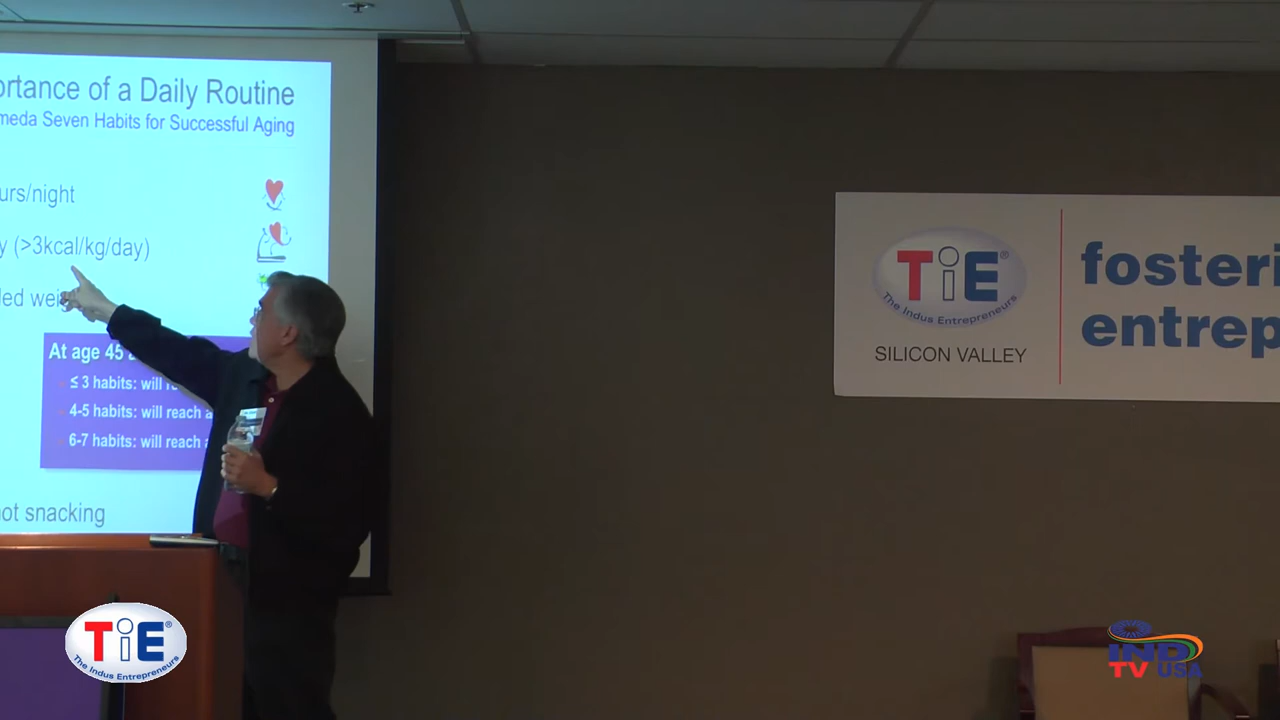 ortance of a Daily Routine
meda Seven Habits for Successful Aging
urs/night
y (>3kcal/kg/day)
led wei
At age 45
≤ 3 habits: will
4-5 habits: will reach
6-7 habits: will reach
ot snacking
TiE®
The Indus Entrepreneurs
SILICON VALLEY
fosteri
entrep
TiE®
The Indus Entrepreneurs
IND
TV USA